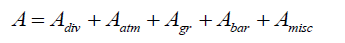 A = A_div + A_atm + A_gr + A_bar + A_misc